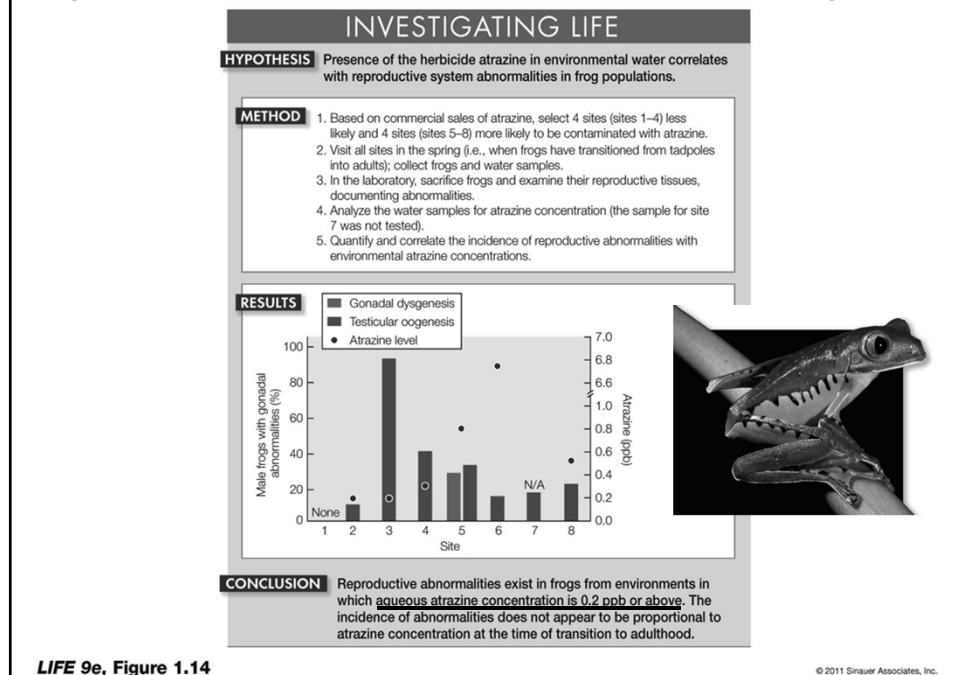 INVESTIGATING LIFE
HYPOTHESIS Presence of the herbicide atrazine in environmental water correlates
with reproductive system abnormalities in frog populations.
METHOD 1. Based on commercial sales of atrazine, select 4 sites (sites 1–4) less
likely and 4 sites (sites 5–8) more likely to be contaminated with atrazine.
2. Visit all sites in the spring (i.e., when frogs have transitioned from tadpoles
into adults); collect frogs and water samples.
3. In the laboratory, sacrifice frogs and examine their reproductive tissues,
documenting abnormalities.
4. Analyze the water samples for atrazine concentration (the sample for site
7 was not tested).
5. Quantify and correlate the incidence of reproductive abnormalities with
environmental atrazine concentrations.
RESULTS
Gonadal dysgenesis
Testicular oogenesis
Atrazine level
Male frogs with gonadal
abnormalities (%)
100
80
60
40
20
0
None
N/A
1 2 3 4 5 6 7 8
Site
7.0
6.8
6.6
1.0
0.8
0.6
0.4
0.2
0.0
Atrazine (ppb)
CONCLUSION Reproductive abnormalities exist in frogs from environments in
which aqueous atrazine concentration is 0.2 ppb or above. The
incidence of abnormalities does not appear to be proportional to
atrazine concentration at the time of transition to adulthood.
LIFE 9e, Figure 1.14
© 2011 Sinauer Associates, Inc.